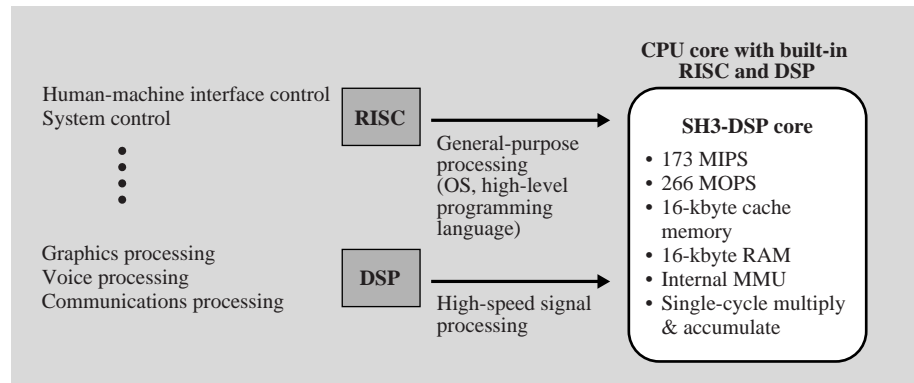 CPU core with built-in
RISC and DSP
Human-machine interface control
System control
RISC
General-purpose
processing
(OS, high-level
programming
language)
Graphics processing
Voice processing
Communications processing
DSP
High-speed signal
processing
SH3-DSP core
• 173 MIPS
• 266 MOPS
• 16-kbyte cache
memory
• 16-kbyte RAM
• Internal MMU
• Single-cycle multiply
& accumulate